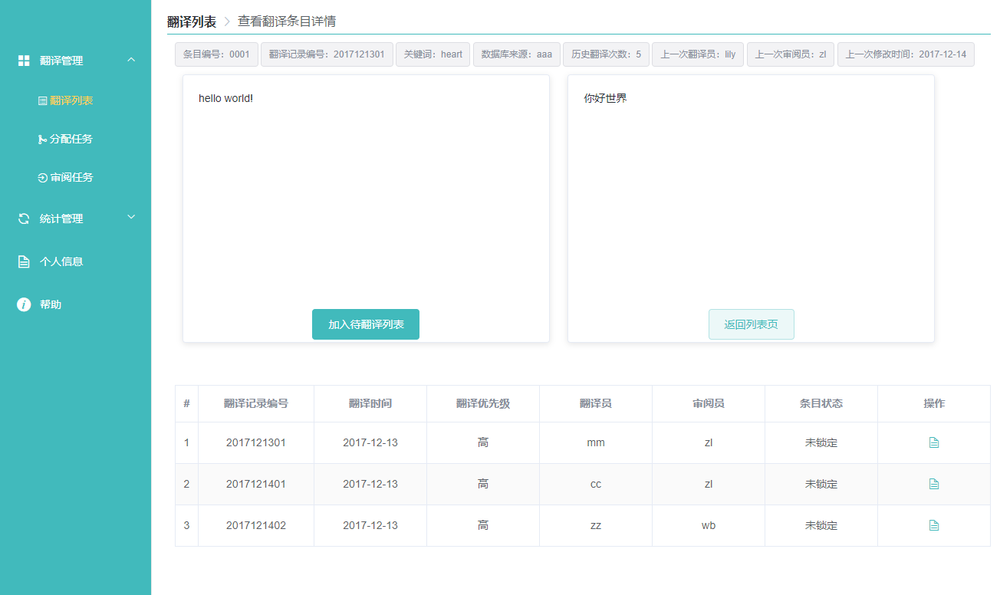 翻译管理
翻译列表
分配任务
审阅任务
统计管理
个人信息
帮助
翻译列表 > 查看翻译条目详情
条目编号：0001 翻译记录编号：2017121301 关键词：heart 数据库来源：aaa 历史翻译次数：5 上一次翻译员：lily 上一次审阅员：zl 上一次修改时间：2017-12-14
hello world!
加入待翻译列表
你好世界
返回列表页
# 翻译记录编号 翻译时间 翻译优先级 翻译员 审阅员 条目状态 操作
1 2017121301 2017-12-13 高 mm zl 未锁定
2 2017121401 2017-12-13 高 cc zl 未锁定
3 2017121402 2017-12-13 高 zz wb 未锁定